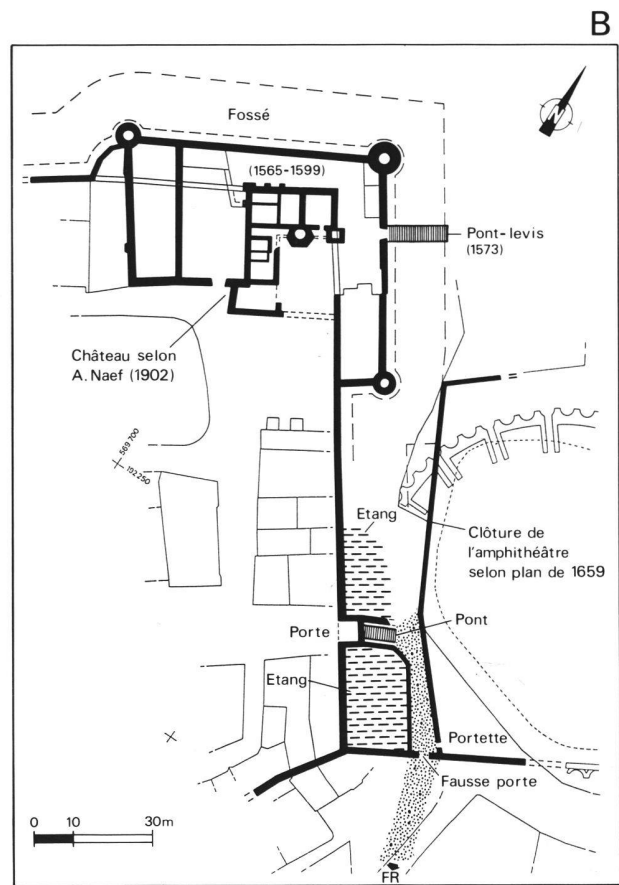 B
N
Fossé
(1565-1599)
Pont-levis
(1573)
Château selon
A. Naef (1902)
569 700
192 250
Etang
Clôture de
l'amphithéâtre
selon plan de 1659
Porte
Pont
Etang
Portette
Fausse porte
0 10 30m
FR